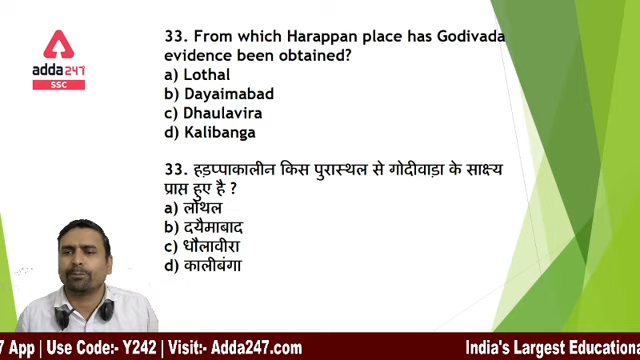 adda247
SSC
33. From which Harappan place has Godivada
evidence been obtained?
a) Lothal
b) Dayaimabad
c) Dhaulavira
d) Kalibanga
33. हड़प्पाकालीन किस पुरास्थल से गोदीवाड़ा के साक्ष्य
प्राप्त हुए है ?
a) लोथल
b) दयैमाबाद
c) धौलावीरा
d) कालीबंगा
7 App | Use Code:- Y242 | Visit:- Adda247.com
India's Largest Educational